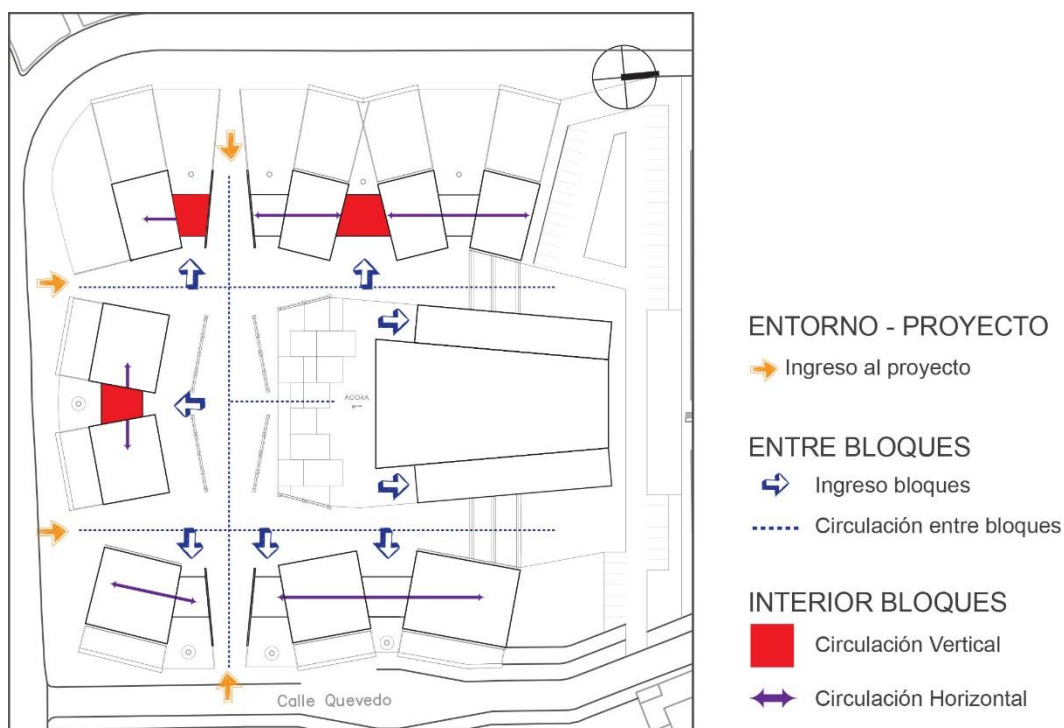 ÁGORA
Calle Quevedo
ENTORNO - PROYECTO
Ingreso al proyecto
ENTRE BLOQUES
Ingreso bloques
Circulación entre bloques
INTERIOR BLOQUES
Circulación Vertical
Circulación Horizontal